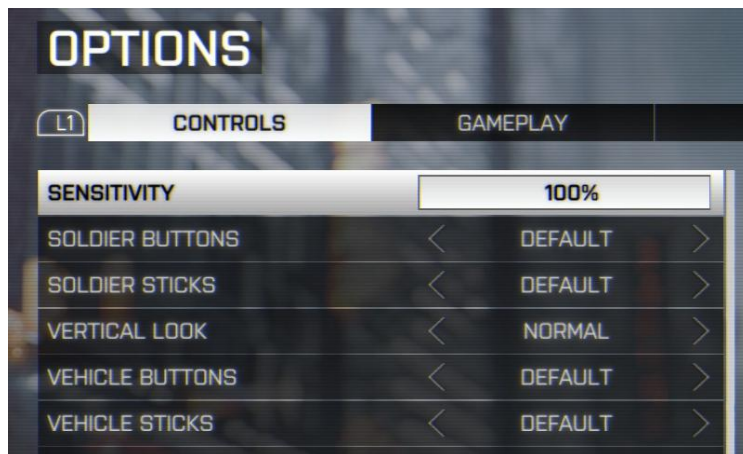 OPTIONS
L1 CONTROLS GAMEPLAY
SENSITIVITY 100%
SOLDIER BUTTONS DEFAULT
SOLDIER STICKS DEFAULT
VERTICAL LOOK NORMAL
VEHICLE BUTTONS DEFAULT
VEHICLE STICKS DEFAULT